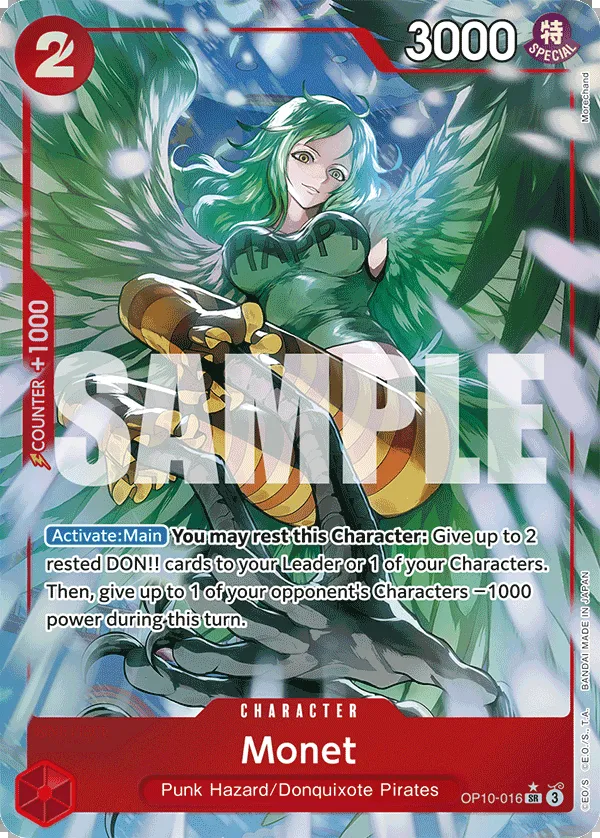 2
3000
特
SPECIAL
Morechand
HAPPY
COUNTER +1000
SAMPLE
Activate:Main You may rest this Character: Give up to 2
rested DON!! cards to your Leader or 1 of your Characters.
Then, give up to 1 of your opponent's Characters −1000
power during this turn.
©E.O./S. ©E.O./S., T.A. BANDAI MADE IN JAPAN
CHARACTER
Monet
Punk Hazard/Donquixote Pirates
OP10-016 SR 3